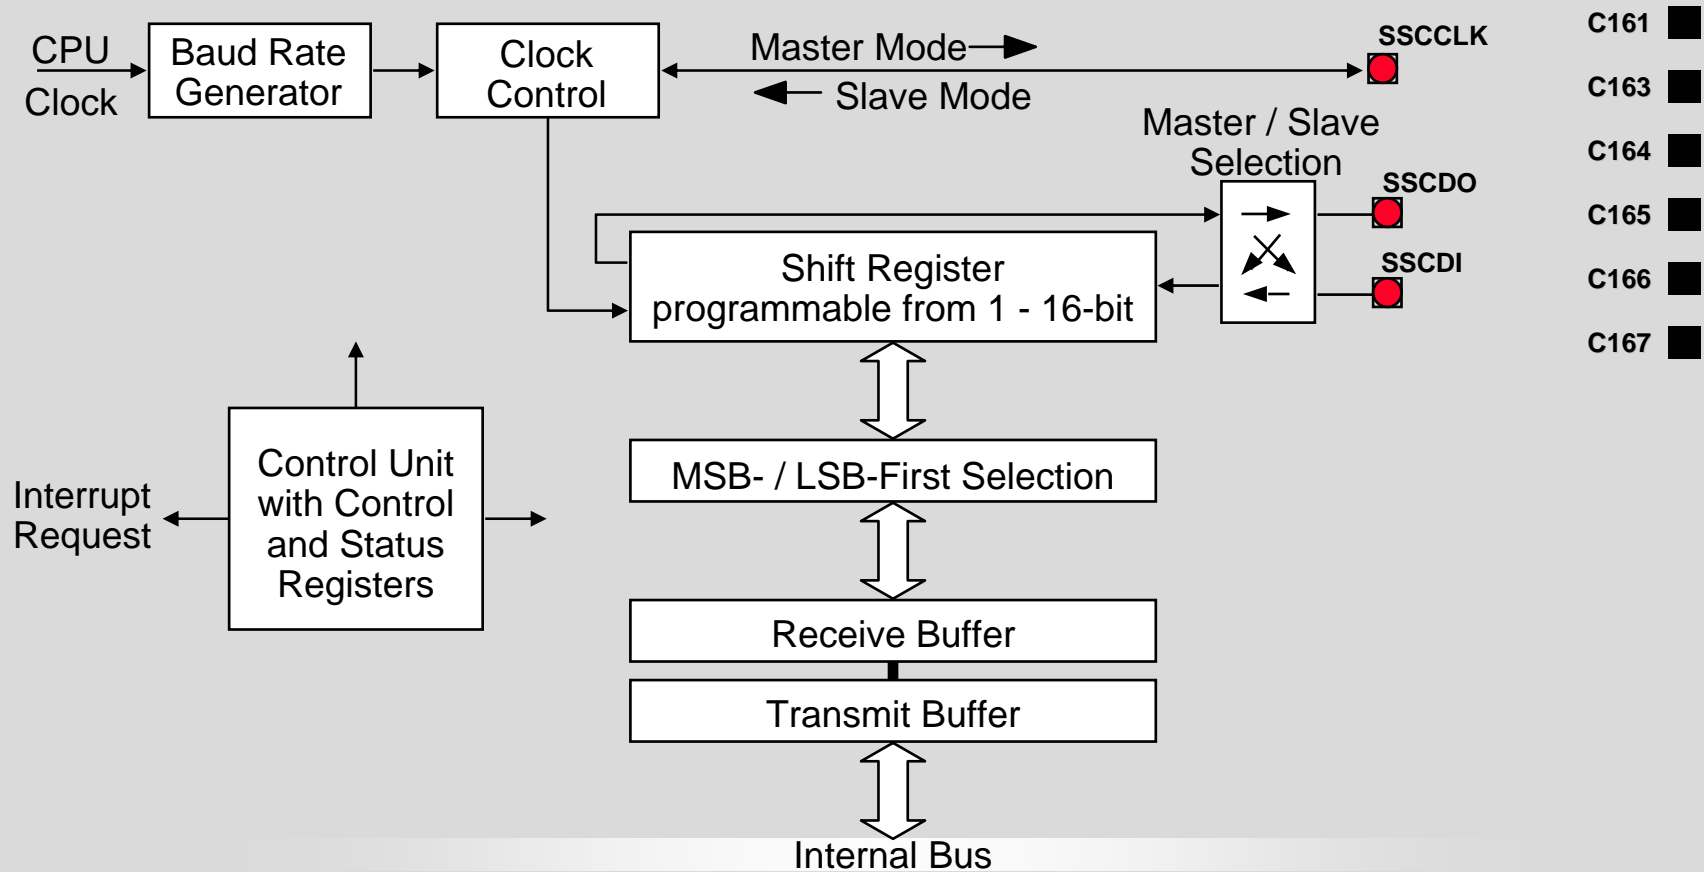 CPU
Clock
Baud Rate
Generator
Clock
Control
Master Mode
Slave Mode
SSCCLK
Master / Slave
Selection
SSCDO
SSCDI
Shift Register
programmable from 1 - 16-bit
Control Unit
with Control
and Status
Registers
Interrupt
Request
MSB- / LSB-First Selection
Receive Buffer
Transmit Buffer
Internal Bus
C161
C163
C164
C165
C166
C167